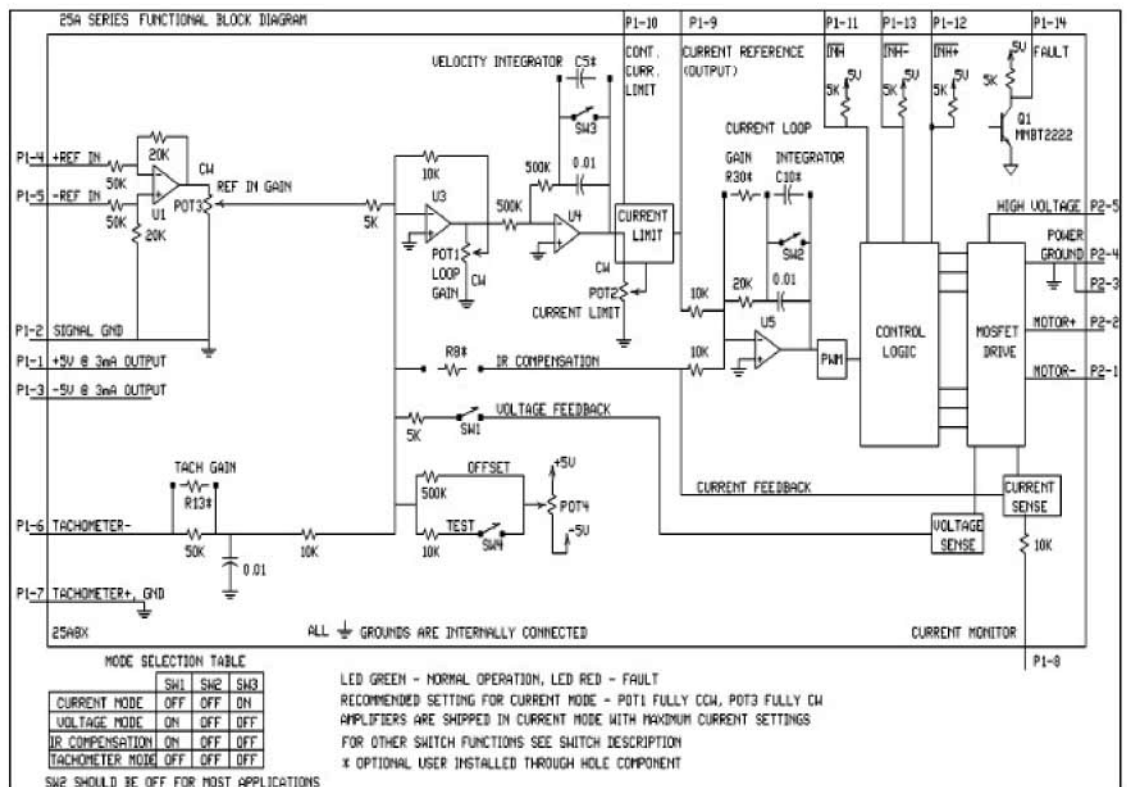 25A SERIES FUNCTIONAL BLOCK DIAGRAM
P1-10
P1-9
P1-11
P1-13
P1-12
P1-14
CONT.
CURR.
LIMIT
CURRENT REFERENCE
(OUTPUT)
INH
INH-
INH+
FAULT
5V
5K
5V
5K
5V
5K
5V
5K
Q1
MMBT2222
VELOCITY INTEGRATOR C5*
SW3
0.01
500K
CURRENT LOOP
GAIN
INTEGRATOR
R30*
C10*
SW2
0.01
20K
P1-4 +REF IN
50K
20K
CW
P1-5 -REF IN
50K
U1
20K
POT3
REF IN GAIN
5K
10K
U3
POT1
LOOP
GAIN
CW
500K
U4
CURRENT
LIMIT
CW
POT2
CURRENT LIMIT
10K
10K
U5
PWM
CONTROL
LOGIC
MOSFET
DRIVE
HIGH VOLTAGE P2-5
POWER
GROUND P2-4
P2-3
MOTOR+ P2-2
MOTOR- P2-1
P1-2 SIGNAL GND
P1-1 +5V @ 3mA OUTPUT
P1-3 -5V @ 3mA OUTPUT
R8*
IR COMPENSATION
5K
SW1
VOLTAGE FEEDBACK
OFFSET
500K
TEST
10K
SW4
+5V
POT4
-5V
CURRENT FEEDBACK
CURRENT
SENSE
VOLTAGE
SENSE
10K
TACH GAIN
R13*
P1-6 TACHOMETER-
50K
0.01
10K
P1-7 TACHOMETER+, GND
25A8X
ALL GROUNDS ARE INTERNALLY CONNECTED
CURRENT MONITOR
P1-8
MODE SELECTION TABLE
SW1 SW2 SW3
CURRENT MODE OFF OFF ON
VOLTAGE MODE ON OFF OFF
IR COMPENSATION ON OFF OFF
TACHOMETER MODE OFF OFF OFF
SW2 SHOULD BE OFF FOR MOST APPLICATIONS
LED GREEN - NORMAL OPERATION, LED RED - FAULT
RECOMMENDED SETTING FOR CURRENT MODE - POT1 FULLY CCW, POT3 FULLY CW
AMPLIFIERS ARE SHIPPED IN CURRENT MODE WITH MAXIMUM CURRENT SETTINGS
FOR OTHER SWITCH FUNCTIONS SEE SWITCH DESCRIPTION
* OPTIONAL USER INSTALLED THROUGH HOLE COMPONENT